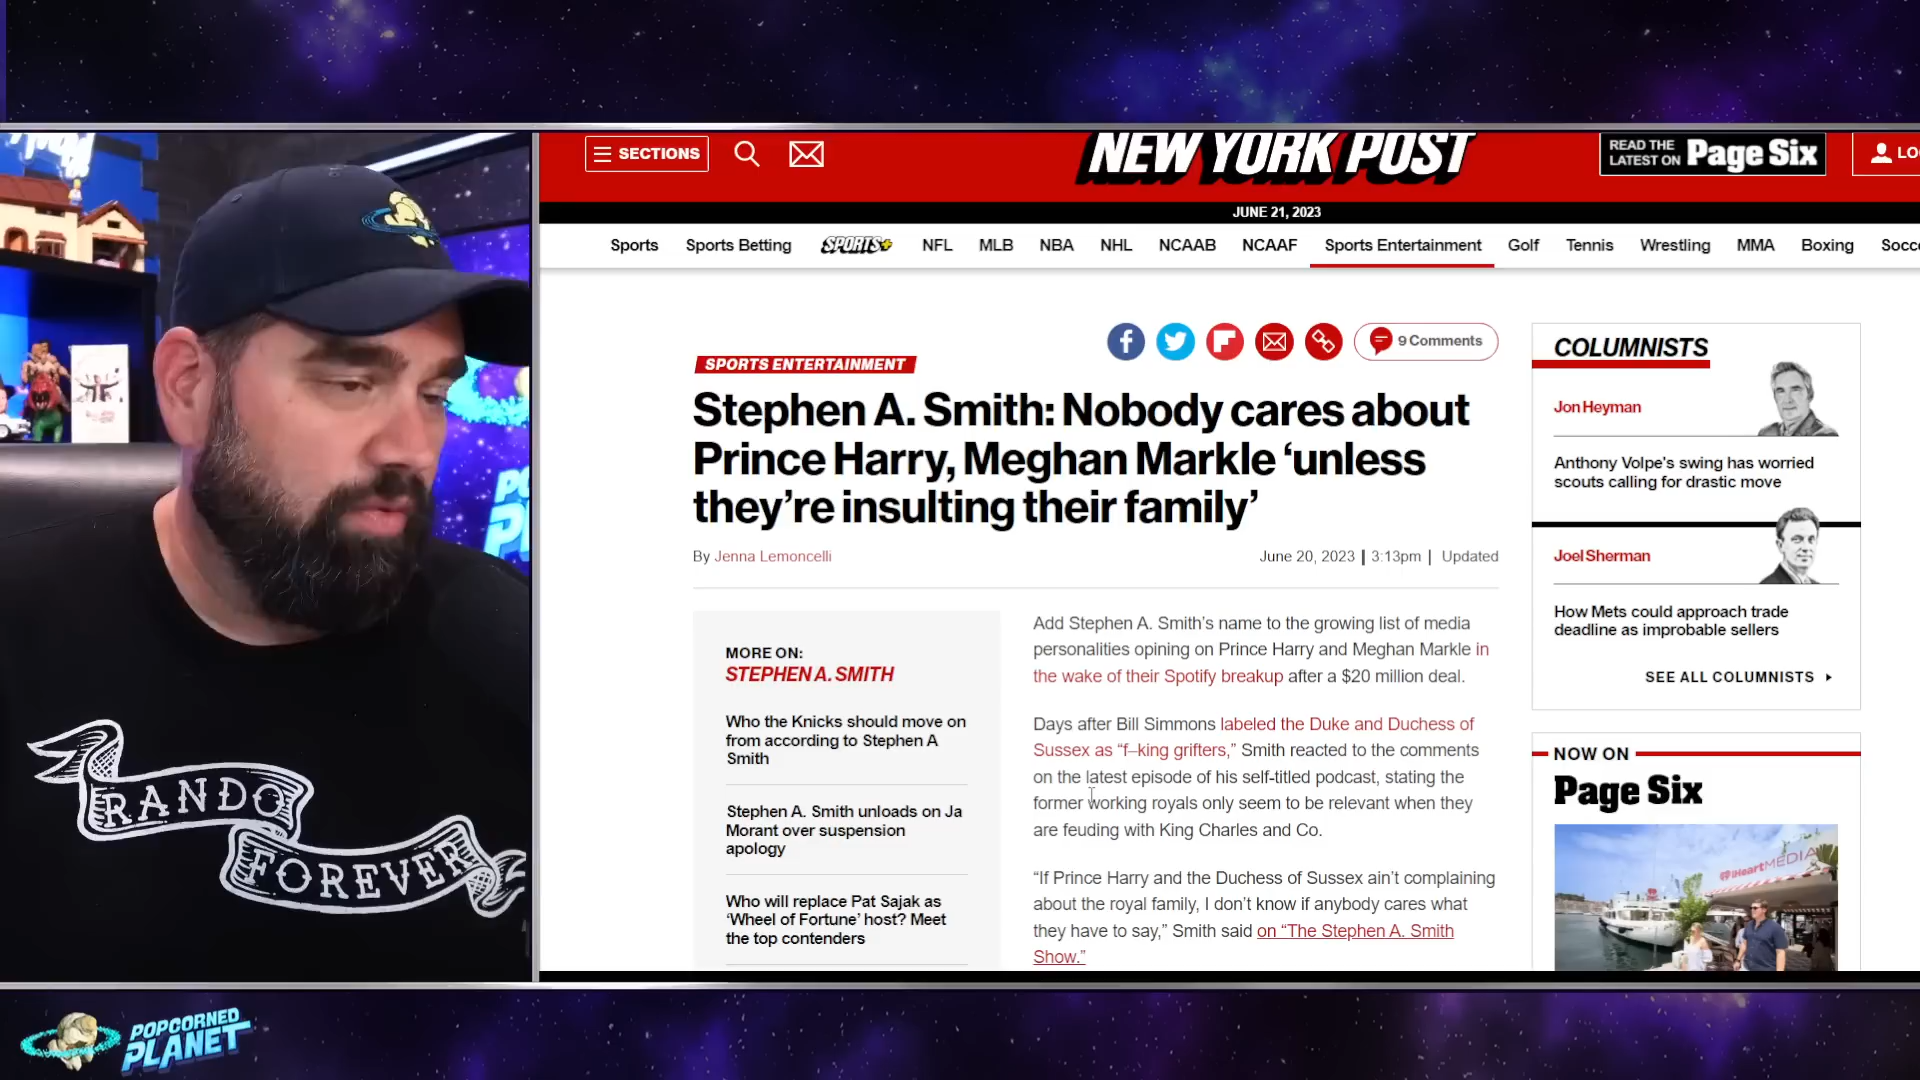 SECTIONS
NEW YORK POST
READ THE
LATEST ON
Page Six
JUNE 21, 2023
Sports
Sports Betting
SPORTS+
NFL
MLB
NBA
NHL
NCAAB
NCAAF
Sports Entertainment
Golf
Tennis
Wrestling
MMA
Boxing
9 Comments
SPORTS ENTERTAINMENT
Stephen A. Smith: Nobody cares about
Prince Harry, Meghan Markle ‘unless
they’re insulting their family’
By Jenna Lemoncelli
June 20, 2023 | 3:13pm | Updated
MORE ON:
STEPHEN A. SMITH
Who the Knicks should move on
from according to Stephen A
Smith
Stephen A. Smith unloads on Ja
Morant over suspension
apology
Who will replace Pat Sajak as
‘Wheel of Fortune’ host? Meet
the top contenders
Add Stephen A. Smith’s name to the growing list of media
personalities opining on Prince Harry and Meghan Markle in
the wake of their Spotify breakup after a $20 million deal.
Days after Bill Simmons labeled the Duke and Duchess of
Sussex as “f–king grifters,” Smith reacted to the comments
on the latest episode of his self-titled podcast, stating the
former working royals only seem to be relevant when they
are feuding with King Charles and Co.
“If Prince Harry and the Duchess of Sussex ain’t complaining
about the royal family, I don’t know if anybody cares what
they have to say,” Smith said on “The Stephen A. Smith
Show.”
COLUMNISTS
Jon Heyman
Anthony Volpe's swing has worried
scouts calling for drastic move
Joel Sherman
How Mets could approach trade
deadline as improbable sellers
SEE ALL COLUMNISTS
NOW ON
Page Six
iHeartMEDIA
RANDO
FOREVER
POPCORNED
PLANET